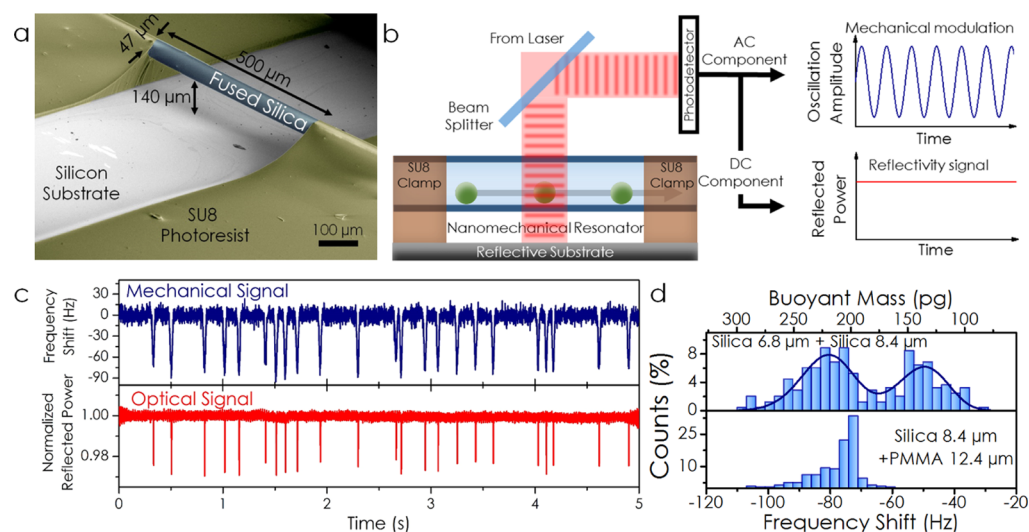 a
47 µm
500 µm
Fused Silica
140 µm
Silicon
Substrate
SU8
Photoresist
100 µm
b
From Laser
Beam
Splitter
Photodetector
AC
Component
DC
Component
SU8
Clamp
SU8
Clamp
Nanomechanical Resonator
Reflective Substrate
Mechanical modulation
Oscillation
Amplitude
Time
Reflectivity signal
Reflected
Power
Time
c
Mechanical Signal
Frequency
Shift (Hz)
30
0
-30
-60
-90
Optical Signal
Normalized
Reflected Power
1.00
0.98
0 1 2 3 4 5
Time (s)
d
Buoyant Mass (pg)
300 250 200 150 100
Silica 6.8 µm + Silica 8.4 µm
Counts (%)
8
6
4
2
Silica 8.4 µm
+PMMA 12.4 µm
25
10
-120 -100 -80 -60 -40 -20
Frequency Shift (Hz)